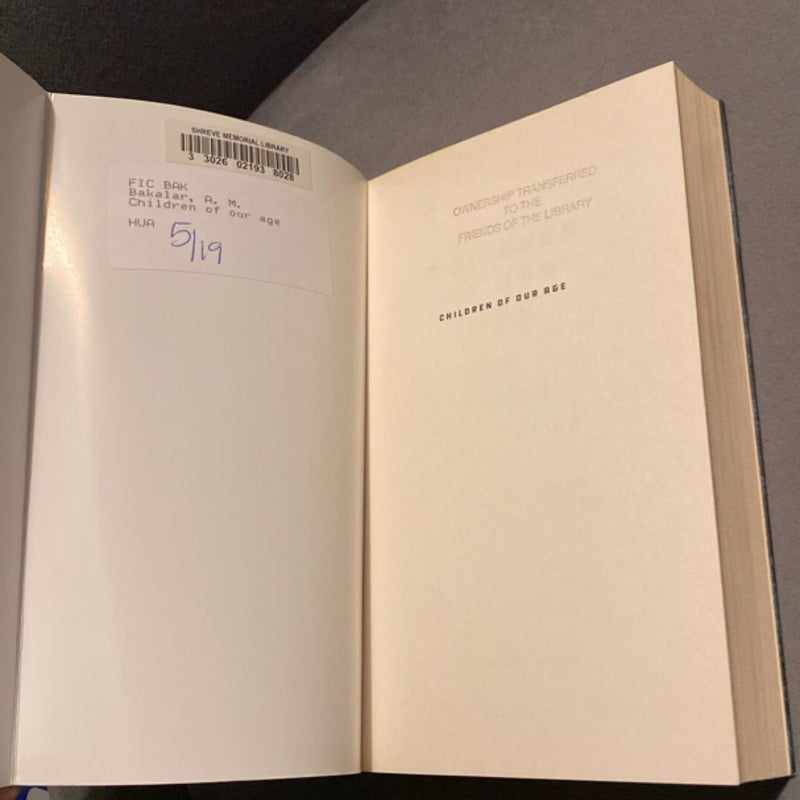 SHREVE MEMORIAL LIBRARY
3 3026 02193 8028
FIC BAK
Bakalar, A. M.
Children of our age
HUA 5/19
OWNERSHIP TRANSFERRED
TO THE
FRIENDS OF THE LIBRARY
CHILDREN OF OUR AGE